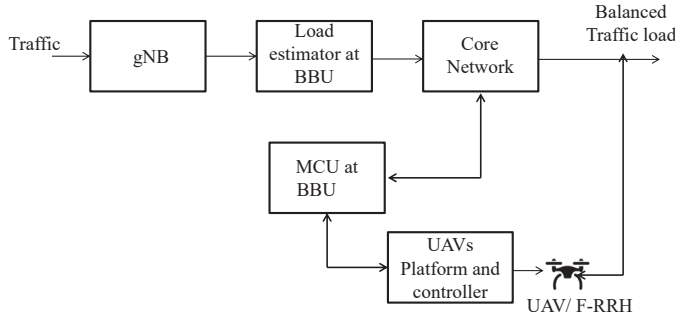 Traffic
gNB
Load
estimator at
BBU
Core
Network
Balanced
Traffic load
MCU at
BBU
UAVs
Platform and
controller
UAV/ F-RRH